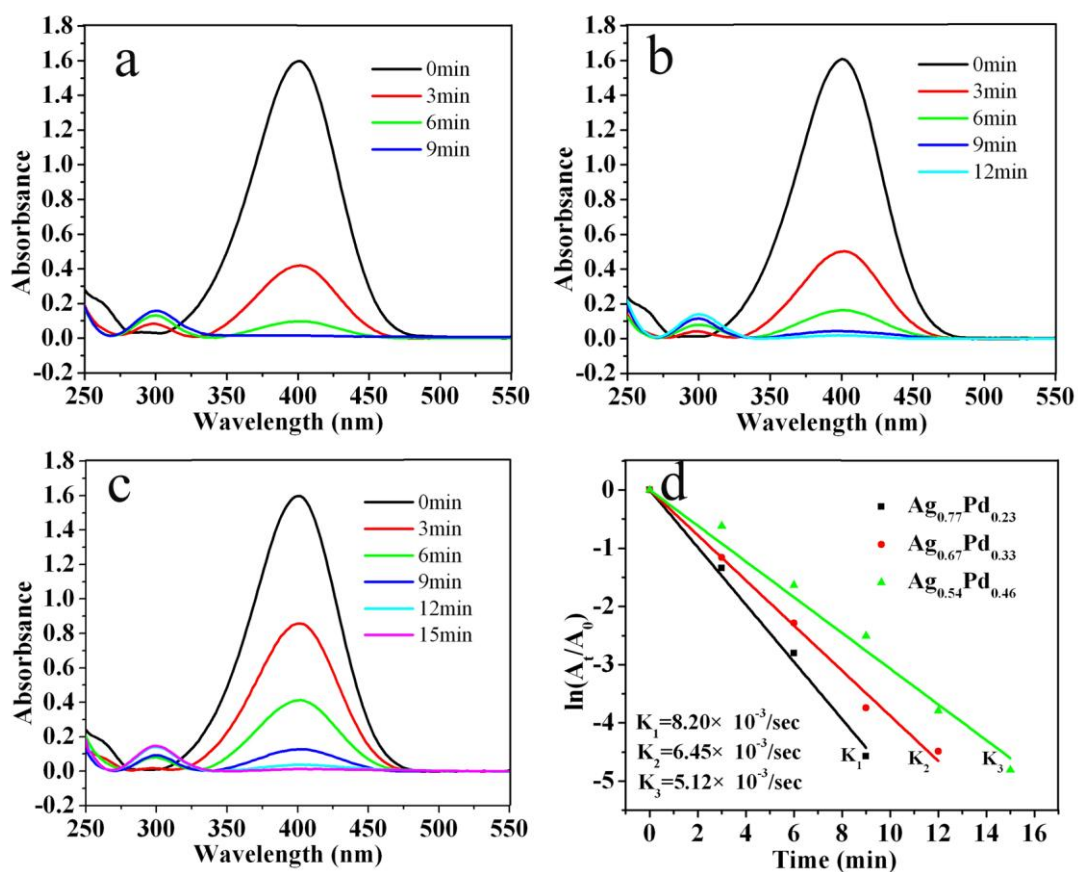 a
0min
3min
6min
9min
1.8
1.6
1.4
1.2
1.0
0.8
0.6
0.4
0.2
0.0
-0.2
250 300 350 400 450 500 550
Absorbsance
Wavelength (nm)
b
0min
3min
6min
9min
12min
1.8
1.6
1.4
1.2
1.0
0.8
0.6
0.4
0.2
0.0
-0.2
250 300 350 400 450 500 550
Absorbsance
Wavelength (nm)
c
0min
3min
6min
9min
12min
15min
1.8
1.6
1.4
1.2
1.0
0.8
0.6
0.4
0.2
0.0
-0.2
250 300 350 400 450 500 550
Absorbsance
Wavelength (nm)
d
Ag0.77Pd0.23
Ag0.67Pd0.33
Ag0.54Pd0.46
0
-1
-2
-3
-4
-5
ln(At/A0)
K1=8.20× 10-3/sec
K2=6.45× 10-3/sec
K3=5.12× 10-3/sec
K1 K2 K3
0 2 4 6 8 10 12 14 16
Time (min)